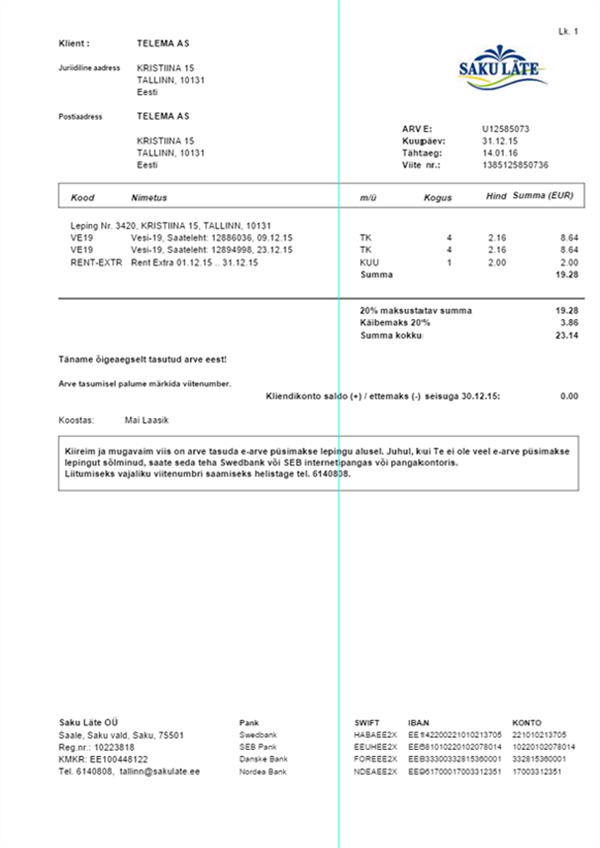 Lk. 1
Klient : TELEMA AS
SAKU LÄTE
Juriidiline aadress KRISTIINA 15
TALLINN, 10131
Eesti
Postiaadress TELEMA AS
KRISTIINA 15
TALLINN, 10131
Eesti
ARVE: U12585073
Kuupäev: 31.12.15
Tähtaeg: 14.01.16
Viite nr.: 1385125850736
Kood Nimetus m/ü Kogus Hind Summa (EUR)
Leping Nr. 3420, KRISTIINA 15, TALLINN, 10131
VE19 Vesi-19, Saateleht: 12886036, 09.12.15 TK 4 2.16 8.64
VE19 Vesi-19, Saateleht: 12894998, 23.12.15 TK 4 2.16 8.64
RENT-EXTR Rent Extra 01.12.15 .. 31.12.15 KUU 1 2.00 2.00
Summa 19.28
20% maksustatav summa 19.28
Käibemaks 20% 3.86
Summa kokku: 23.14
Täname õigeaegselt tasutud arve eest!
Arve tasumisel palume märkida viitenumber.
Kliendikonto saldo (+) / ettemaks (-) seisuga 30.12.15: 0.00
Koostas: Mai Laasik
Kiireim ja mugavaim viis on arve tasuda e-arve püsimakse lepingu alusel. Juhul, kui Te ei ole veel e-arve püsimakse
lepingut sõlminud, saate seda teha Swedbank või SEB internetipangas või pangakontoris.
Liitumiseks vajaliku viitenumbri saamiseks helistage tel. 6140808.
Saku Läte OÜ Pank SWIFT IBAN KONTO
Saale, Saku vald, Saku, 75501 Swedbank HABAEE2X 221010213705
Reg.nr.: 10223818 SEB Pank EEUHEE2X 10220102078014
KMKR: EE100448122 Danske Bank FOREEE2X 332815360001
Tel. 6140808, tallinn@sakulate.ee Nordea Bank NDEAEE2X 17003312351